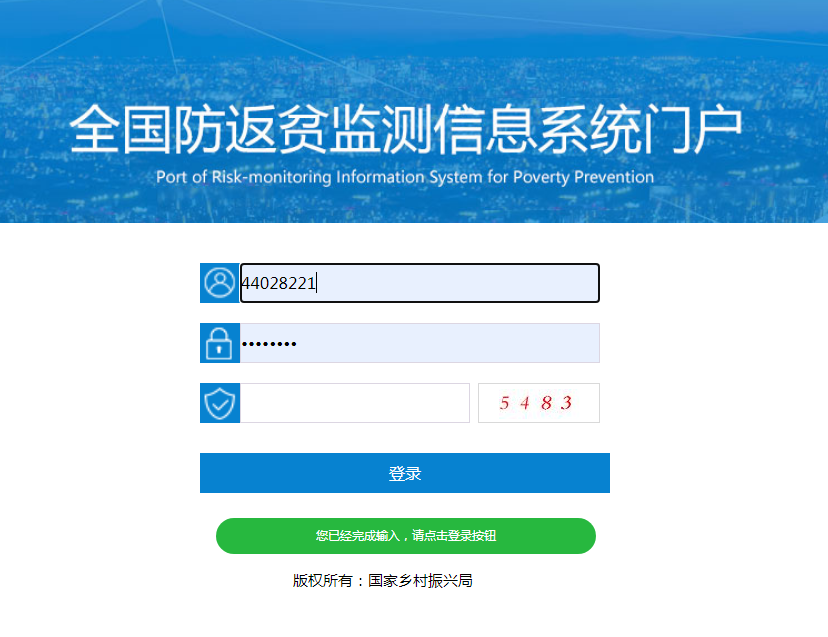 全国防返贫监测信息系统门户
Port of Risk-monitoring Information System for Poverty Prevention
44028221
••••••••
5 4 8 3
登录
您已经完成输入，请点击登录按钮
版权所有：国家乡村振兴局